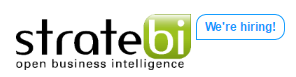 stratebi
open business intelligence
We're hiring!